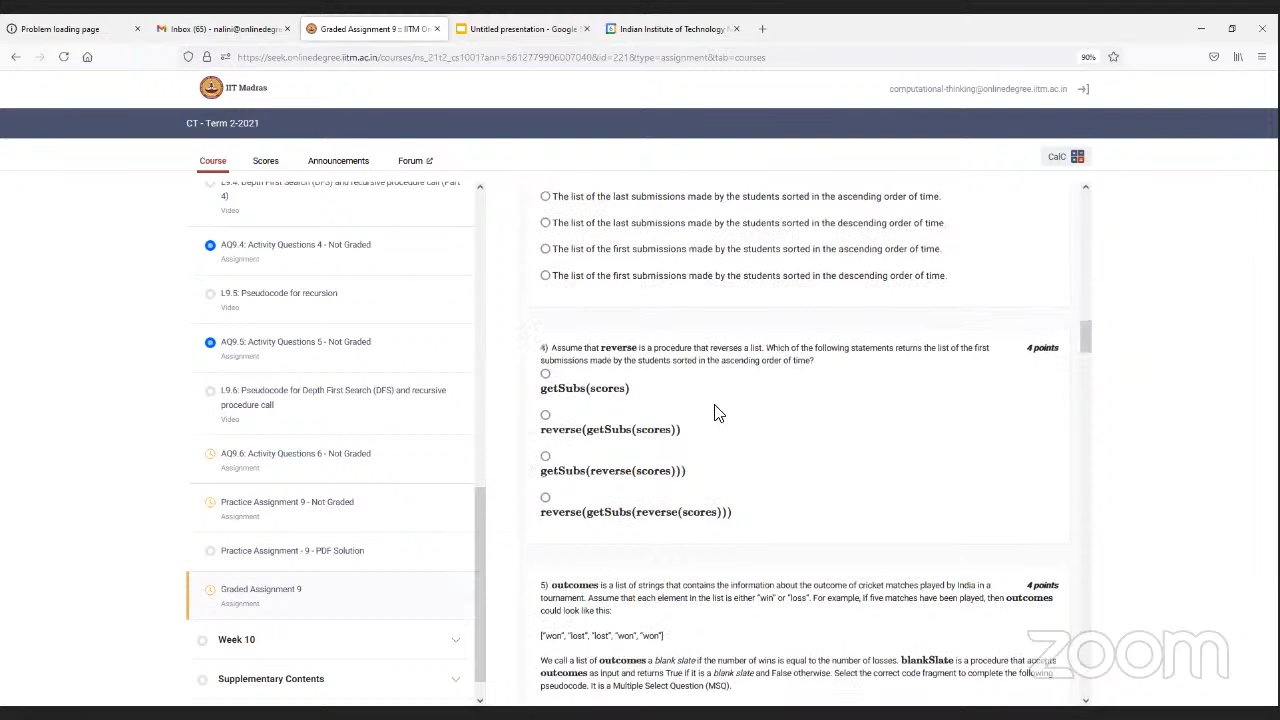 Problem loading page
Inbox (65) - nalini@onlinedegre
Graded Assignment 9 :: IITM On
Untitled presentation - Google
Indian Institute of Technology
https://seek.onlinedegree.iitm.ac.in/courses/ns_21t2_cs1001?ann=5612779906007040&id=221&type=assignment&tab=courses
90%
IIT Madras
computational-thinking@onlinedegree.iitm.ac.in
CT - Term 2-2021
Course
Scores
Announcements
Forum
CalC
L9.4: Depth First Search (DFS) and recursive procedure call (Part
4)
Video
AQ9.4: Activity Questions 4 - Not Graded
Assignment
L9.5: Pseudocode for recursion
Video
AQ9.5: Activity Questions 5 - Not Graded
Assignment
L9.6: Pseudocode for Depth First Search (DFS) and recursive
procedure call
Video
AQ9.6: Activity Questions 6 - Not Graded
Assignment
Practice Assignment 9 - Not Graded
Assignment
Practice Assignment - 9 - PDF Solution
Graded Assignment 9
Assignment
Week 10
Supplementary Contents
The list of the last submissions made by the students sorted in the ascending order of time.
The list of the last submissions made by the students sorted in the descending order of time.
The list of the first submissions made by the students sorted in the ascending order of time.
The list of the first submissions made by the students sorted in the descending order of time.
4) Assume that reverse is a procedure that reverses a list. Which of the following statements returns the list of the first
submissions made by the students sorted in the ascending order of time?
4 points
getSubs(scores)
reverse(getSubs(scores))
getSubs(reverse(scores)))
reverse(getSubs(reverse(scores)))
5) outcomes is a list of strings that contains the information about the outcome of cricket matches played by India in a
tournament. Assume that each element in the list is either "win" or "loss". For example, if five matches have been played, then outcomes
could look like this:
4 points
["won", "lost", "lost", "won", "won"]
We call a list of outcomes a blank slate if the number of wins is equal to the number of losses. blankSlate is a procedure that accepts
outcomes as input and returns True if it is a blank slate and False otherwise. Select the correct code fragment to complete the following
pseudocode. It is a Multiple Select Question (MSQ).
zoom